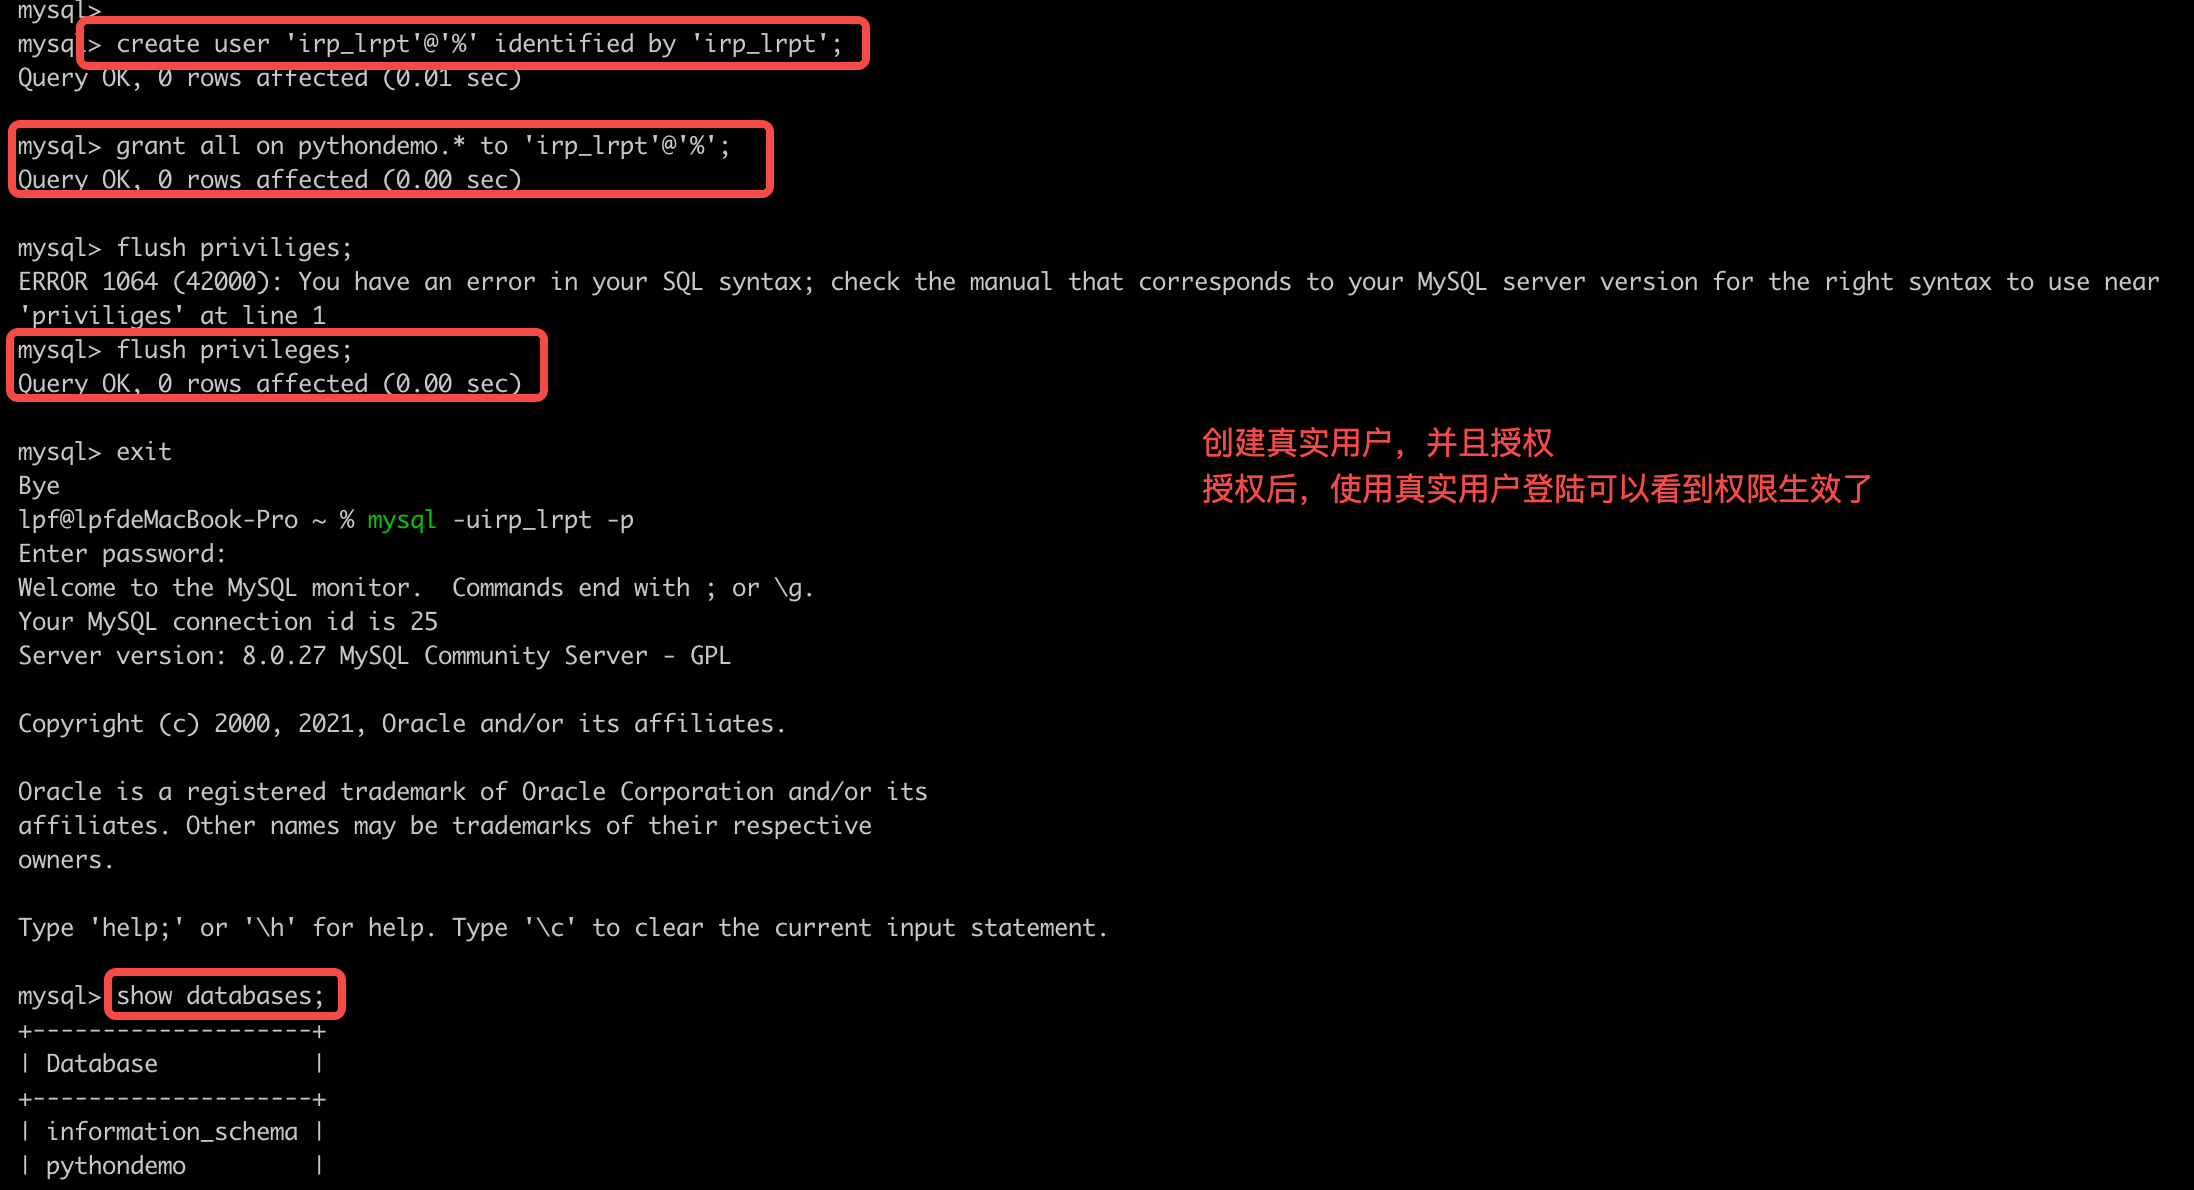 mysql>
mysql> create user 'irp_lrpt'@'%' identified by 'irp_lrpt';
Query OK, 0 rows affected (0.01 sec)
mysql> grant all on pythondemo.* to 'irp_lrpt'@'%';
Query OK, 0 rows affected (0.00 sec)
mysql> flush priviliges;
ERROR 1064 (42000): You have an error in your SQL syntax; check the manual that corresponds to your MySQL server version for the right syntax to use near
'priviliges' at line 1
mysql> flush privileges;
Query OK, 0 rows affected (0.00 sec)
创建真实用户，并且授权
授权后，使用真实用户登陆可以看到权限生效了
mysql> exit
Bye
lpf@lpfdeMacBook-Pro ~ % mysql -uirp_lrpt -p
Enter password:
Welcome to the MySQL monitor.  Commands end with ; or \g.
Your MySQL connection id is 25
Server version: 8.0.27 MySQL Community Server - GPL
Copyright (c) 2000, 2021, Oracle and/or its affiliates.
Oracle is a registered trademark of Oracle Corporation and/or its
affiliates. Other names may be trademarks of their respective
owners.
Type 'help;' or '\h' for help. Type '\c' to clear the current input statement.
mysql> show databases;
+--------------------+
| Database           |
+--------------------+
| information_schema |
| pythondemo         |